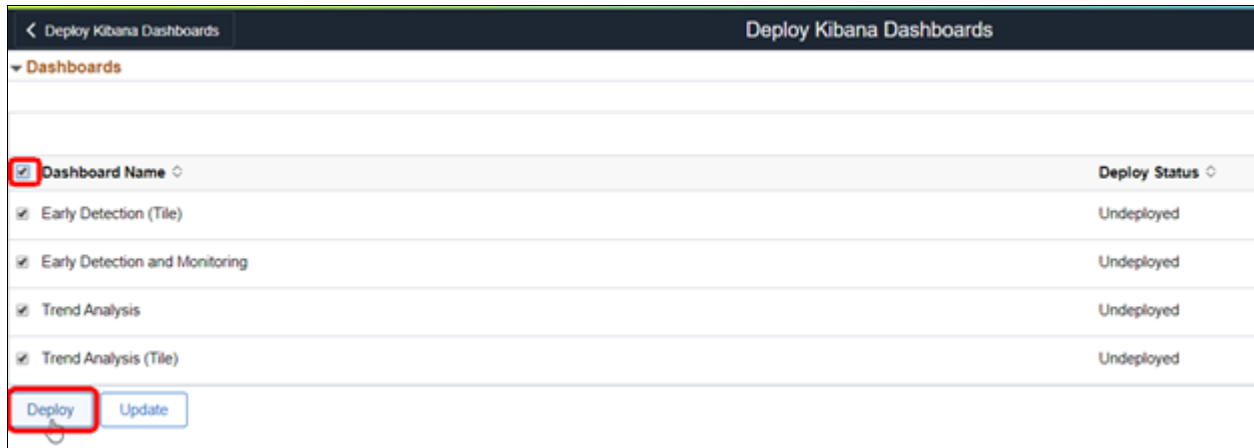 Deploy Kibana Dashboards Deploy Kibana Dashboards
Dashboards
Dashboard Name Deploy Status
Early Detection (Tile) Undeployed
Early Detection and Monitoring Undeployed
Trend Analysis Undeployed
Trend Analysis (Tile) Undeployed
Deploy Update